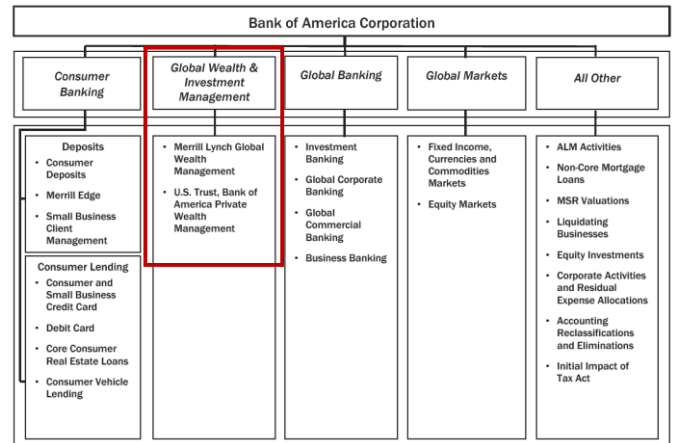 Bank of America Corporation
Consumer
Banking
Global Wealth &
Investment
Management
Global Banking
Global Markets
All Other
Deposits
• Consumer
Deposits
• Merrill Edge
• Small Business
Client
Management
Consumer Lending
• Consumer and
Small Business
Credit Card
• Debit Card
• Core Consumer
Real Estate Loans
• Consumer Vehicle
Lending
• Merrill Lynch Global
Wealth
Management
• U.S. Trust, Bank of
America Private
Wealth
Management
• Investment
Banking
• Global Corporate
Banking
• Global
Commercial
Banking
• Business Banking
• Fixed Income,
Currencies and
Commodities
Markets
• Equity Markets
• ALM Activities
• Non-Core Mortgage
Loans
• MSR Valuations
• Liquidating
Businesses
• Equity Investments
• Corporate Activities
and Residual
Expense Allocations
• Accounting
Reclassifications
and Eliminations
• Initial Impact of
Tax Act